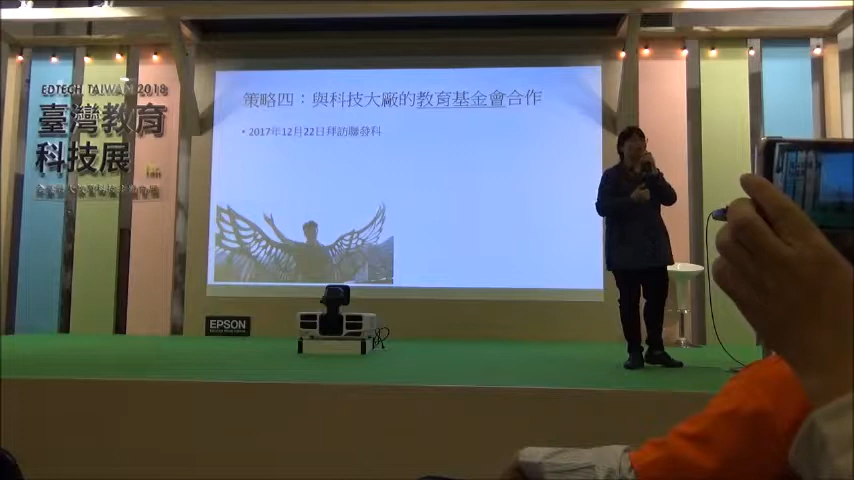 EDTECH TAIWAN 2018
臺灣教育
科技展
策略四：與科技大廠的教育基金會合作
• 2017年12月22日拜訪聯發科
EPSON